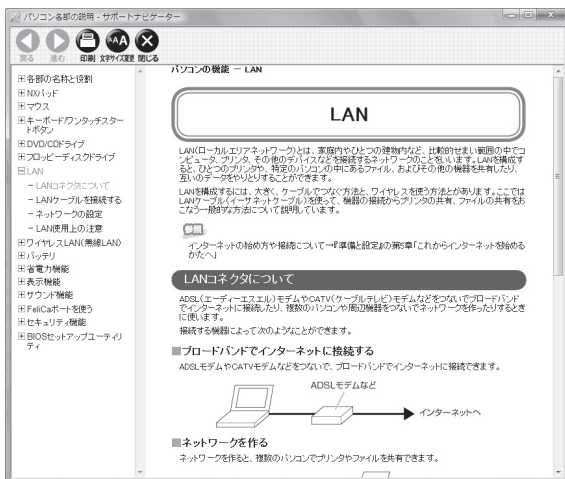 パソコン各部の説明 - サポートナビゲーター
戻る 進む 印刷 文字サイズ変更 閉じる
各部の名称と役割
NXパッド
マウス
キーボード/ワンタッチスター
トボタン
DVD/CDドライブ
フロッピーディスクドライブ
LAN
- LANコネクタについて
- LANケーブルを接続する
- ネットワークの設定
- LAN使用上の注意
ワイヤレスLAN(無線LAN)
バッテリ
省電力機能
表示機能
サウンド機能
FeliCaポートを使う
セキュリティ機能
BIOSセットアップユーティリ
ティ
パソコンの機能 － LAN
LAN
LAN(ローカルエリアネットワーク)とは、家庭内やひとつの建物内など、比較的せまい範囲の中でコ
ンピュータ、プリンタ、その他のデバイスなどを接続するネットワークのことをいいます。LANを構成す
ると、ひとつのプリンタや、特定のパソコンの中にあるファイル、およびその他の機器を共有したり、
互いのデータをやりとりすることができます。
LANを構成するには、大きく、ケーブルでつなぐ方法と、ワイヤレスを使う方法とがあります。ここでは
LANケーブル(イーサネットケーブル)を使って、機器の接続からプリンタの共有、ファイルの共有をお
こなう一般的な方法について説明しています。
参照
インターネットの始め方や接続について→『準備と設定』の第5章「これからインターネットを始める
かたへ」
LANコネクタについて
ADSL(エーディーエスエル)モデムやCATV(ケーブルテレビ)モデムなどをつないでブロードバンド
でインターネットに接続したり、複数のパソコンや周辺機器をつないでネットワークを作ったりするとき
に使います。
接続する機器によって次のようなことができます。
■ブロードバンドでインターネットに接続する
ADSLモデムやCATVモデムなどをつないで、ブロードバンドでインターネットに接続できます。
ADSLモデムなど
インターネットへ
■ネットワークを作る
ネットワークを作ると、複数のパソコンでプリンタやファイルを共有できます。